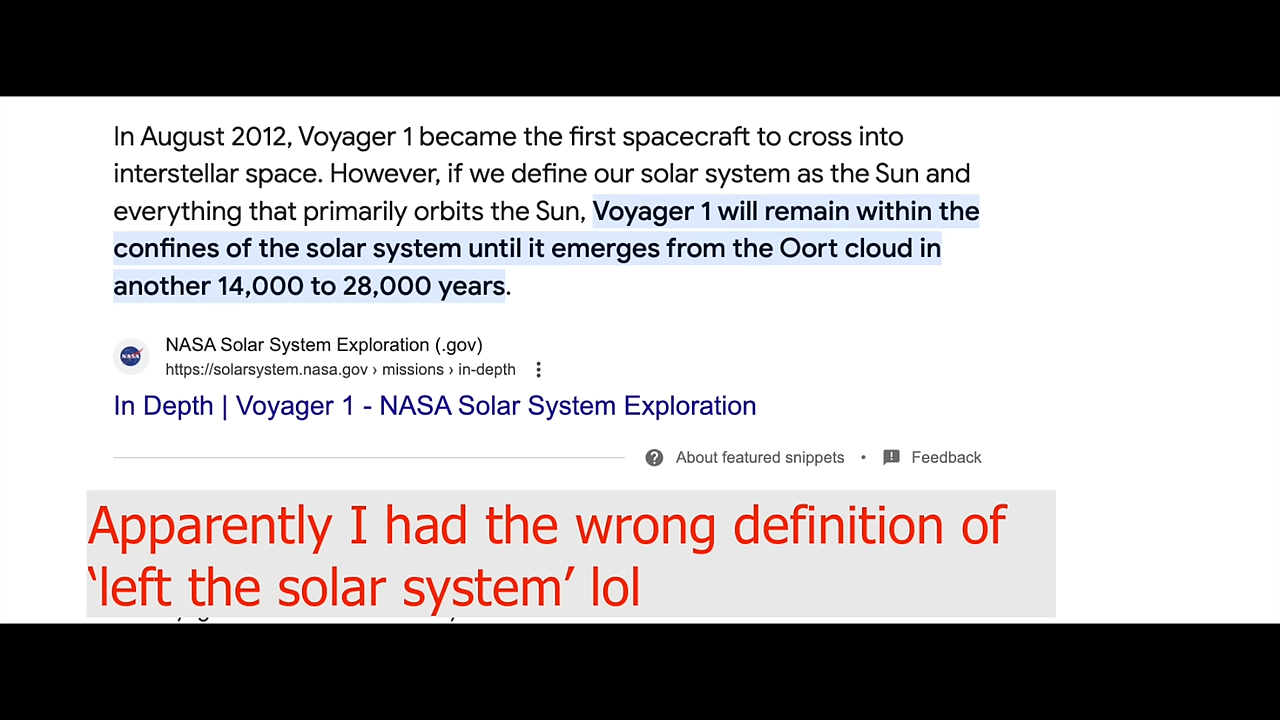 In August 2012, Voyager 1 became the first spacecraft to cross into
interstellar space. However, if we define our solar system as the Sun and
everything that primarily orbits the Sun, Voyager 1 will remain within the
confines of the solar system until it emerges from the Oort cloud in
another 14,000 to 28,000 years.
NASA
NASA Solar System Exploration (.gov)
https://solarsystem.nasa.gov › missions › in-depth
In Depth | Voyager 1 - NASA Solar System Exploration
About featured snippets • Feedback
Apparently I had the wrong definition of
‘left the solar system’ lol